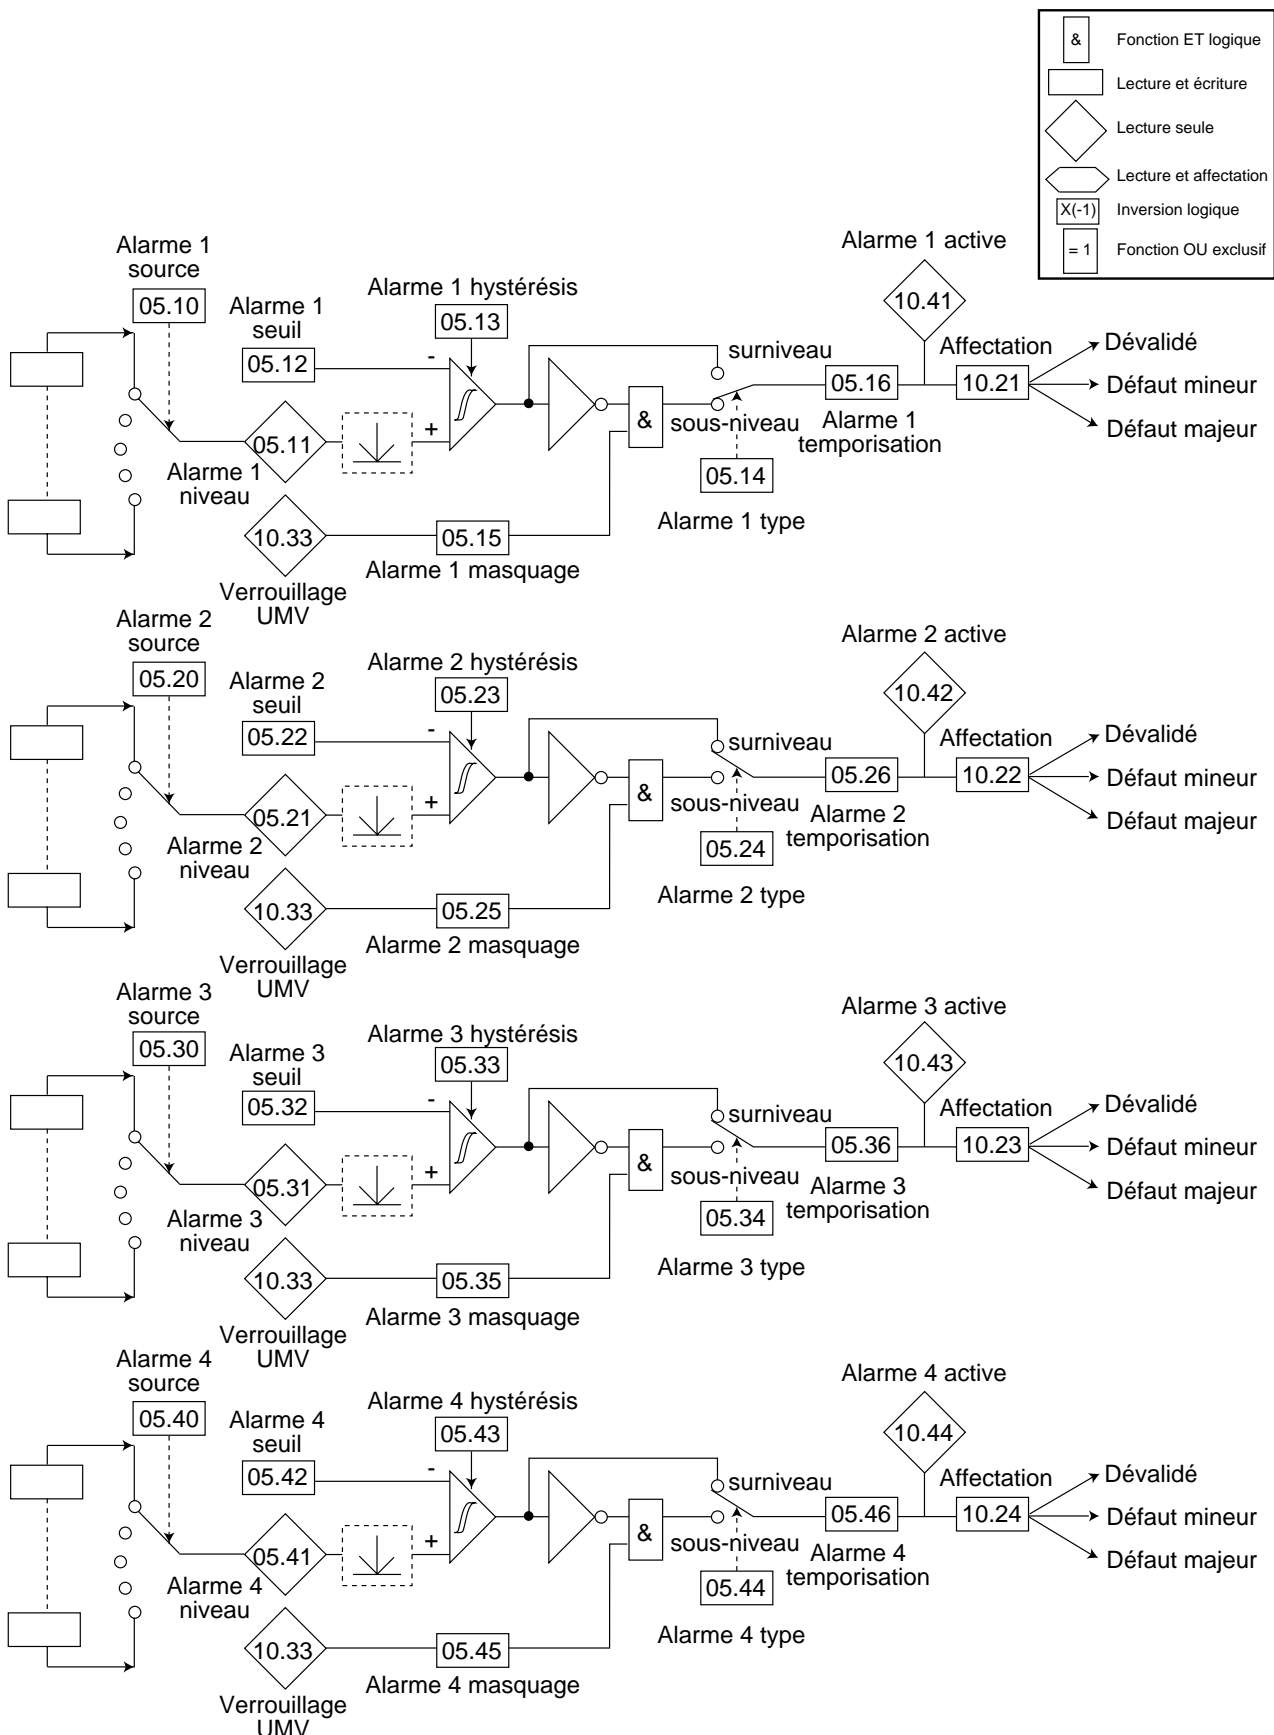 &
Fonction ET logique
Lecture et écriture
Lecture seule
Lecture et affectation
X(-1)
Inversion logique
= 1
Fonction OU exclusif
Alarme 1
source
05.10
Alarme 1
seuil
05.12
Alarme 1 hystérésis
05.13
-
+
05.11
Alarme 1
niveau
10.33
Verrouillage
UMV
05.15
Alarme 1 masquage
&
surniveau
sous-niveau
05.14
Alarme 1 type
05.16
Alarme 1
temporisation
Alarme 1 active
10.41
Affectation
10.21
Dévalidé
Défaut mineur
Défaut majeur
Alarme 2
source
05.20
Alarme 2
seuil
05.22
Alarme 2 hystérésis
05.23
-
+
05.21
Alarme 2
niveau
10.33
Verrouillage
UMV
05.25
Alarme 2 masquage
&
surniveau
sous-niveau
05.24
Alarme 2 type
05.26
Alarme 2
temporisation
Alarme 2 active
10.42
Affectation
10.22
Dévalidé
Défaut mineur
Défaut majeur
Alarme 3
source
05.30
Alarme 3
seuil
05.32
Alarme 3 hystérésis
05.33
-
+
05.31
Alarme 3
niveau
10.33
Verrouillage
UMV
05.35
Alarme 3 masquage
&
surniveau
sous-niveau
05.34
Alarme 3 type
05.36
Alarme 3
temporisation
Alarme 3 active
10.43
Affectation
10.23
Dévalidé
Défaut mineur
Défaut majeur
Alarme 4
source
05.40
Alarme 4
seuil
05.42
Alarme 4 hystérésis
05.43
-
+
05.41
Alarme 4
niveau
10.33
Verrouillage
UMV
05.45
Alarme 4 masquage
&
surniveau
sous-niveau
05.44
Alarme 4 type
05.46
Alarme 4
temporisation
Alarme 4 active
10.44
Affectation
10.24
Dévalidé
Défaut mineur
Défaut majeur